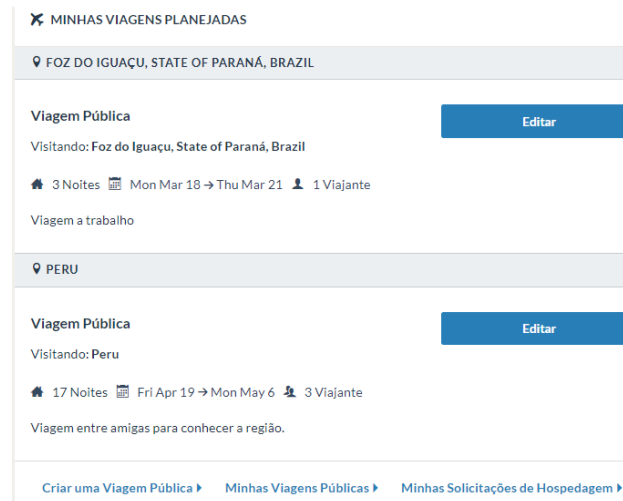 MINHAS VIAGENS PLANEJADAS
FOZ DO IGUAÇU, STATE OF PARANÁ, BRAZIL
Viagem Pública
Editar
Visitando: Foz do Iguaçu, State of Paraná, Brazil
3 Noites Mon Mar 18 → Thu Mar 21 1 Viajante
Viagem a trabalho
PERU
Viagem Pública
Editar
Visitando: Peru
17 Noites Fri Apr 19 → Mon May 6 3 Viajante
Viagem entre amigas para conhecer a região.
Criar uma Viagem Pública Minhas Viagens Públicas Minhas Solicitações de Hospedagem